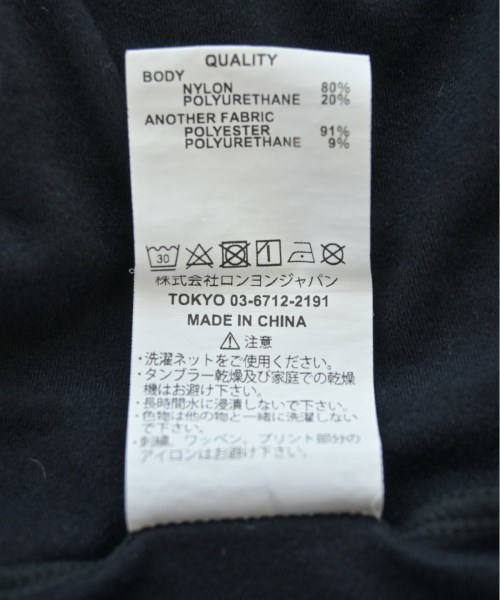 QUALITY
BODY
NYLON 80%
POLYURETHANE 20%
ANOTHER FABRIC
POLYESTER 91%
POLYURETHANE 9%
30
株式会社ロンヨンジャパン
TOKYO 03-6712-2191
MADE IN CHINA
⚠注意
・洗濯ネットをご使用ください。
・タンブラー乾燥及び家庭での乾燥
機はお避け下さい。
・長時間水に浸漬しないで下さい。
・色物は他の物と一緒に洗濯しない
で下さい。
・刺繍、ワッペン、プリント部分の
アイロンはお避け下さい。